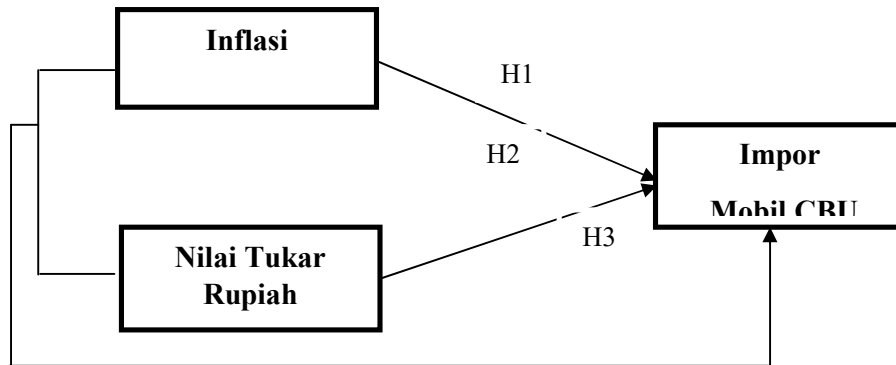 Inflasi
H1
H2
Impor
Mobil CBU
Nilai Tukar
Rupiah
H3